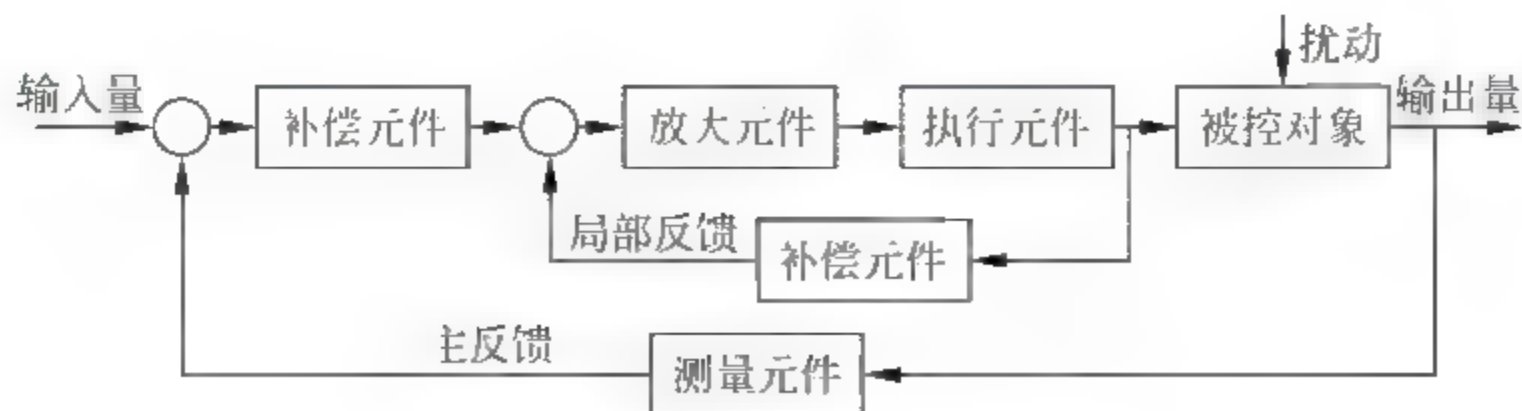 扰动
输入量
补偿元件
放大元件
执行元件
被控对象
输出量
局部反馈
补偿元件
主反馈
测量元件